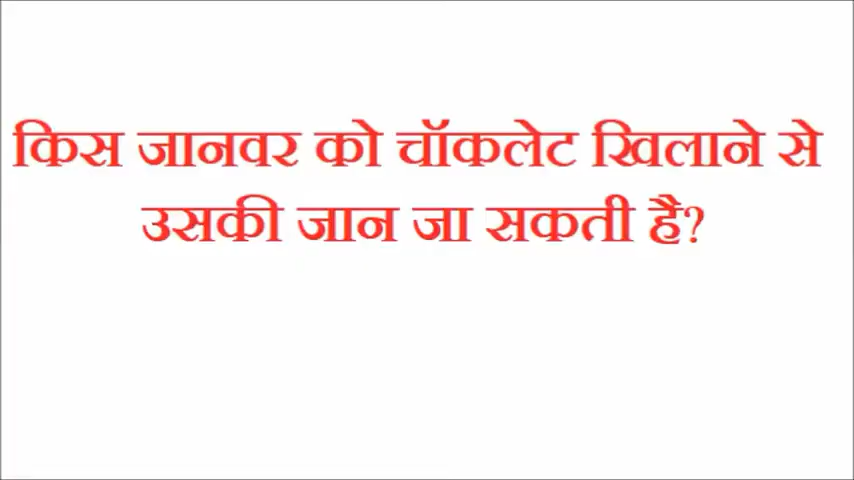 किस जानवर को चॉकलेट खिलाने से
उसकी जान जा सकती है?